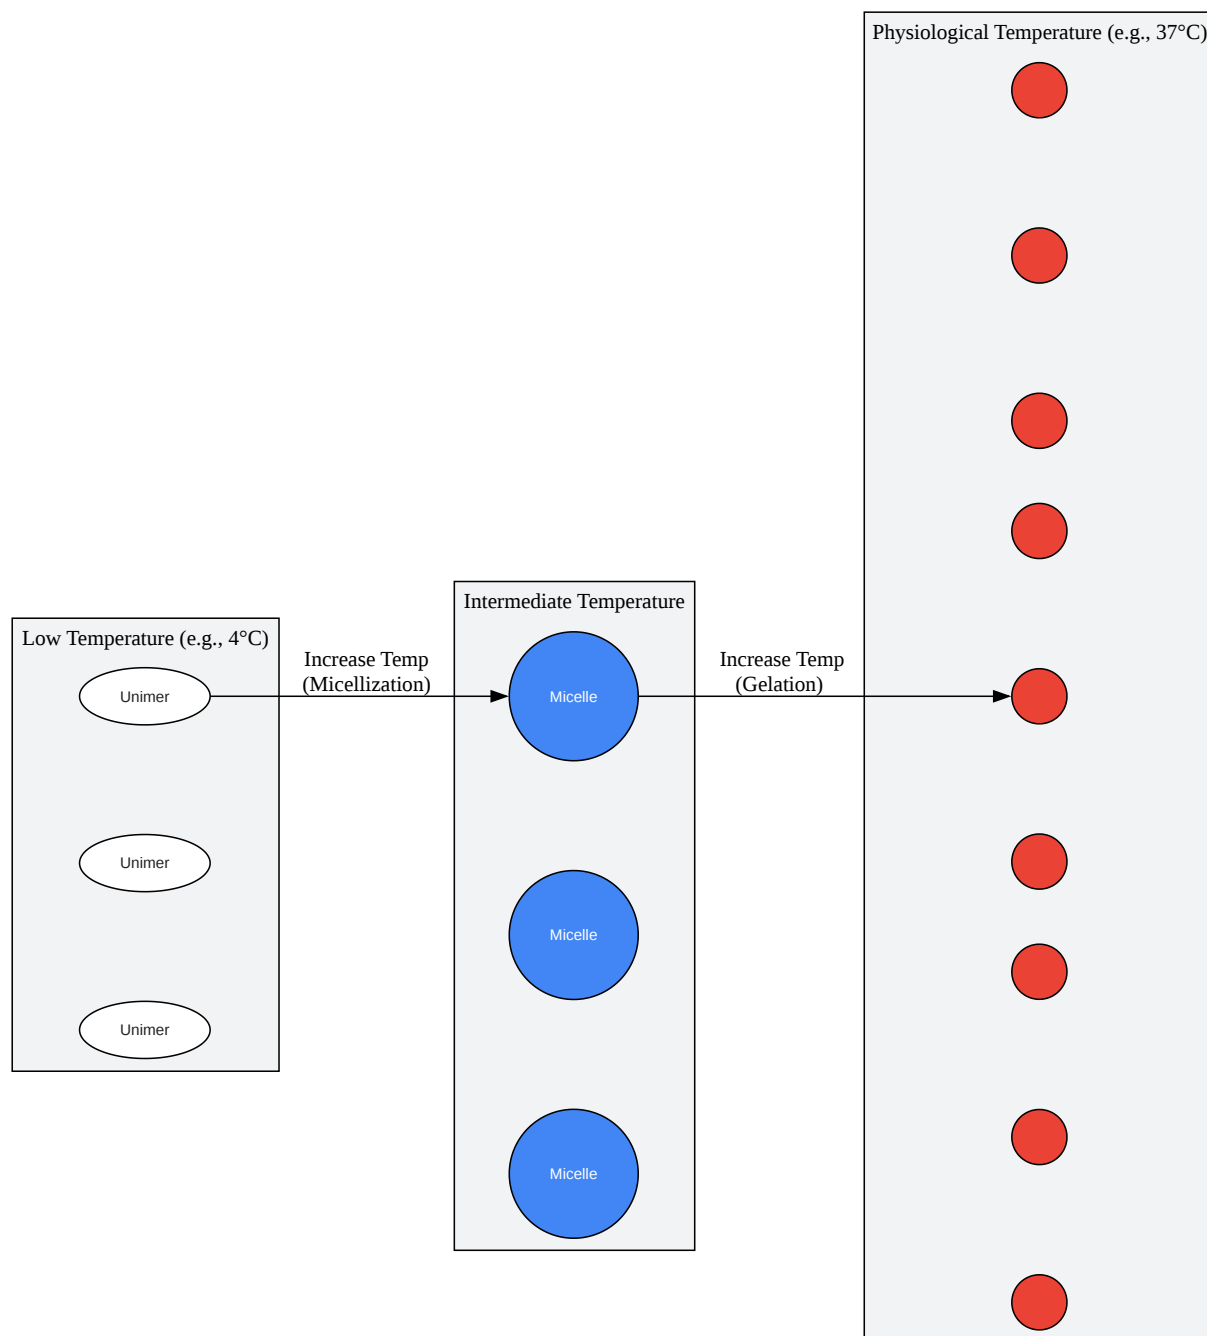 Physiological Temperature (e.g., 37°C)
Intermediate Temperature
Low Temperature (e.g., 4°C)
Increase Temp
(Micellization)
Increase Temp
(Gelation)
Unimer
Micelle
Unimer
Micelle
Unimer
Micelle